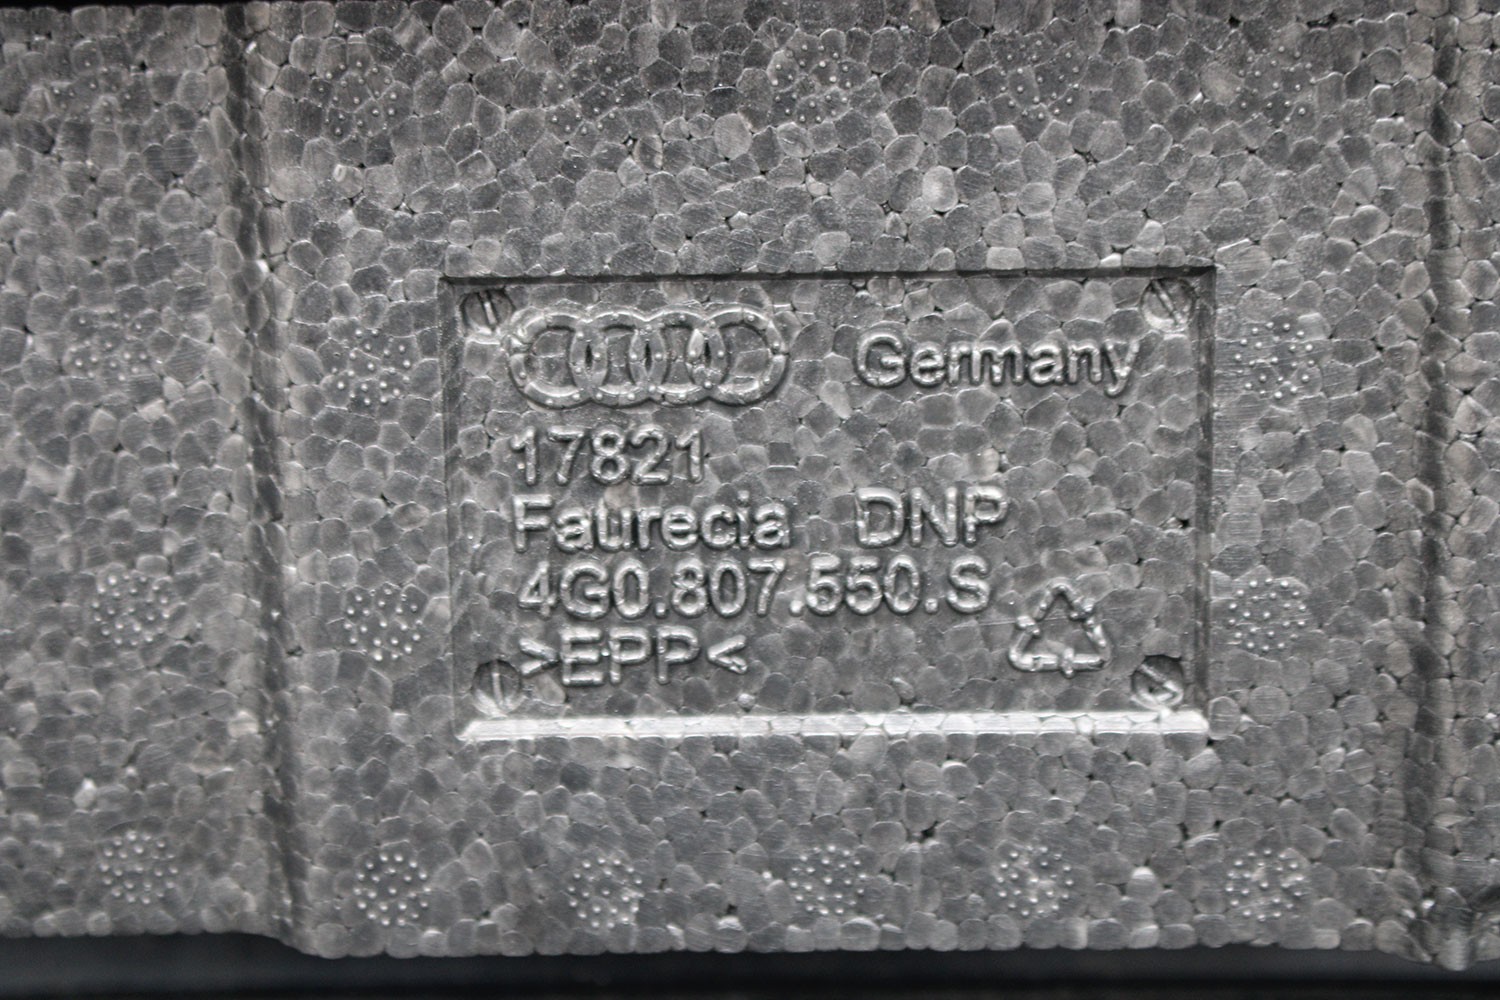 Germany
17821
Faurecia DNP
4G0.807.550.S
>EPP<